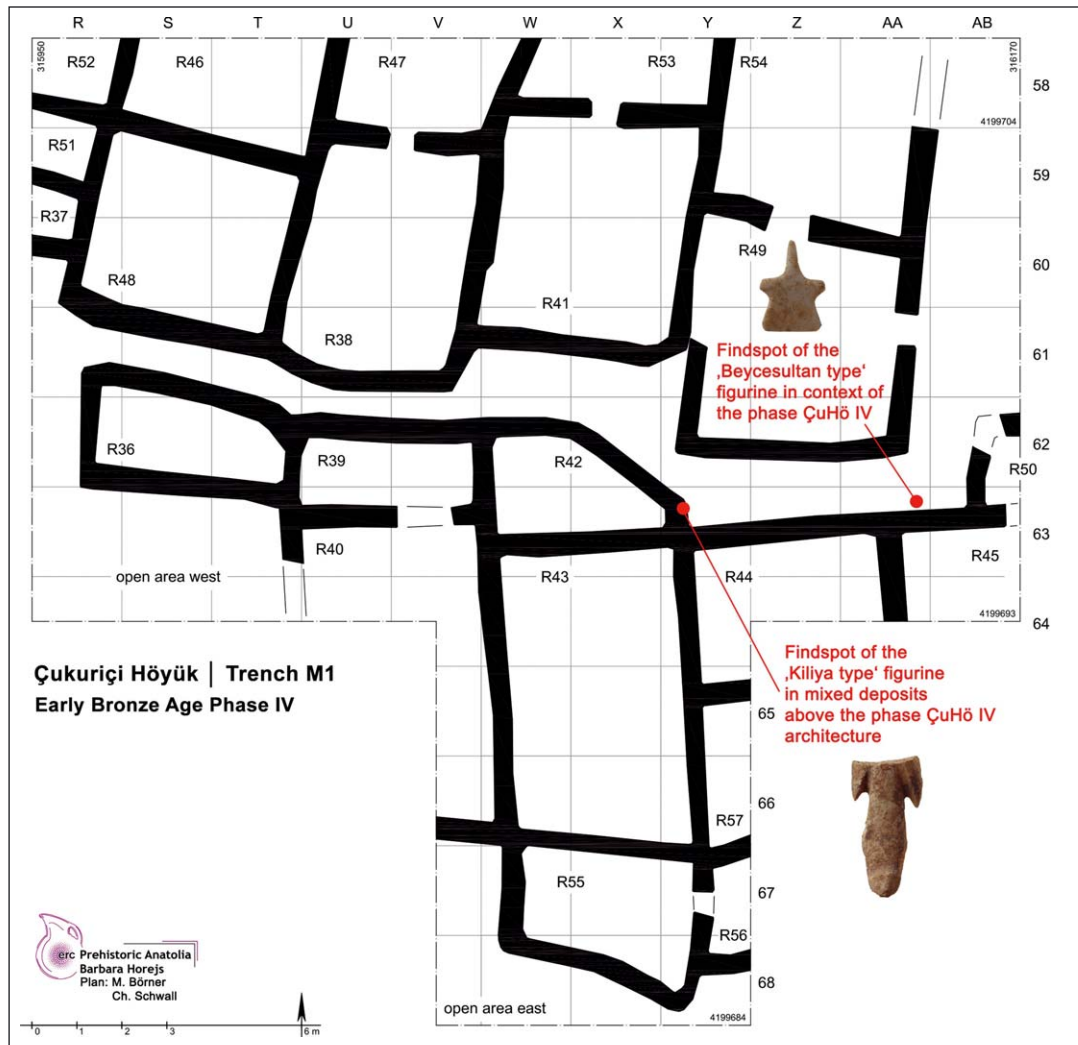 R S T U V W X Y Z AA AB
315950
316170
R52 R46 R47 R53 R54
58
4199704
R51
59
R37
R49
60
R48
R41
R38
61
Findspot of the
‚Beycesultan type‘
figurine in context of
the phase ÇuHö IV
62
R36 R39 R42 R50
63
R40 R43 R44 R45
open area west
4199693
64
Çukuriçi Höyük | Trench M1
Early Bronze Age Phase IV
Findspot of the
‚Kiliya type‘ figurine
in mixed deposits
above the phase ÇuHö IV
architecture
65
66
R57
R55
67
R56
68
erc Prehistoric Anatolia
Barbara Horejs
Plan: M. Börner
Ch. Schwall
open area east
4199684
0 1 2 3 6 m